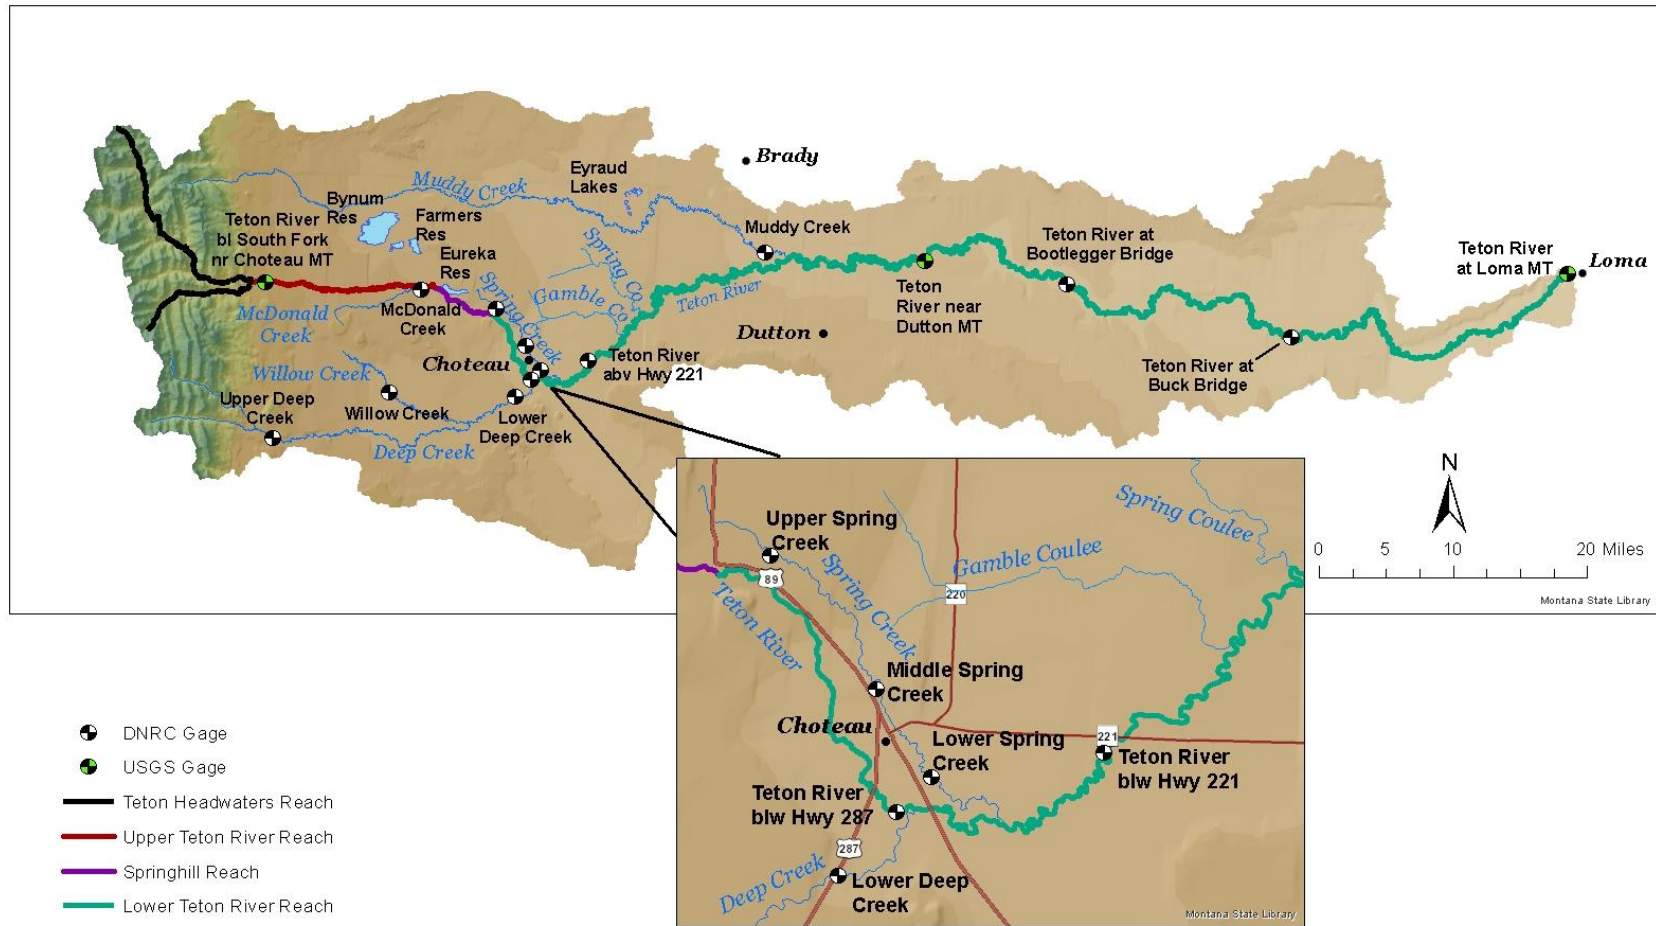 Brady
Eyraud
Lakes
Muddy Creek
Bynum
Res
Farmers
Res
Teton River
bl South Fork
nr Choteau MT
Eureka
Res
Spring Co
Muddy Creek
Teton River at
Bootlegger Bridge
Teton River
at Loma MT
Loma
McDonald
Creek
McDonald
Creek
Spring Creek
Gamble Co
Teton River
Teton
River near
Dutton MT
Dutton
Choteau
Teton River
abv Hwy 221
Teton River at
Buck Bridge
Willow Creek
Upper Deep
Creek
Willow Creek
Lower
Deep Creek
Deep Creek
N
0 5 10 20 Miles
Montana State Library
Upper Spring
Creek
Spring Coulee
Gamble Coulee
89
220
Spring Creek
Teton River
Middle Spring
Creek
Choteau
Lower Spring
Creek
221
Teton River
blw Hwy 221
Teton River
blw Hwy 287
287
Deep Creek
Lower Deep
Creek
Montana State Library
DNRC Gage
USGS Gage
Teton Headwaters Reach
Upper Teton River Reach
Springhill Reach
Lower Teton River Reach